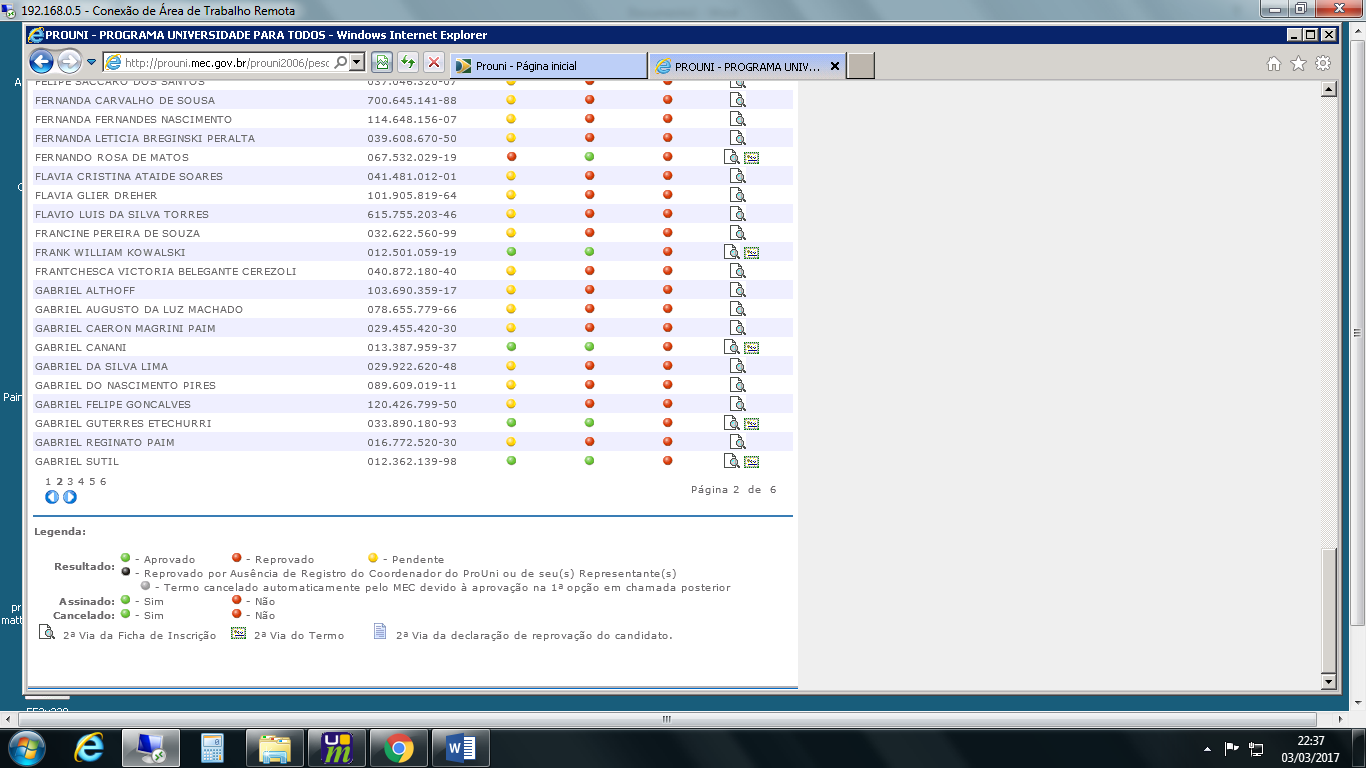 192.168.0.5 - Conexão de Área de Trabalho Remota
PROUNI - PROGRAMA UNIVERSIDADE PARA TODOS - Windows Internet Explorer
http://prouni.mec.gov.br/prouni2006/pesc
Prouni - Página inicial
PROUNI - PROGRAMA UNIV...
FELIPE SACCARO DOS SANTOS 037.046.320-07
FERNANDA CARVALHO DE SOUSA 700.645.141-88
FERNANDA FERNANDES NASCIMENTO 114.648.156-07
FERNANDA LETICIA BREGINSKI PERALTA 039.608.670-50
FERNANDO ROSA DE MATOS 067.532.029-19
FLAVIA CRISTINA ATAIDE SOARES 041.481.012-01
FLAVIA GLIER DREHER 101.905.819-64
FLAVIO LUIS DA SILVA TORRES 615.755.203-46
FRANCINE PEREIRA DE SOUZA 032.622.560-99
FRANK WILLIAM KOWALSKI 012.501.059-19
FRANTCHESCA VICTORIA BELEGANTE CEREZOLI 040.872.180-40
GABRIEL ALTHOFF 103.690.359-17
GABRIEL AUGUSTO DA LUZ MACHADO 078.655.779-66
GABRIEL CAERON MAGRINI PAIM 029.455.420-30
GABRIEL CANANI 013.387.959-37
GABRIEL DA SILVA LIMA 029.922.620-48
GABRIEL DO NASCIMENTO PIRES 089.609.019-11
GABRIEL FELIPE GONCALVES 120.426.799-50
GABRIEL GUTERRES ETECHURRI 033.890.180-93
GABRIEL REGINATO PAIM 016.772.520-30
GABRIEL SUTIL 012.362.139-98
1 2 3 4 5 6
Página 2 de 6
Legenda:
Resultado: - Aprovado - Reprovado - Pendente
- Reprovado por Ausência de Registro do Coordenador do ProUni ou de seu(s) Representante(s)
- Termo cancelado automaticamente pelo MEC devido à aprovação na 1ª opção em chamada posterior
Assinado: - Sim - Não
Cancelado: - Sim - Não
2ª Via da Ficha de Inscrição 2ª Via do Termo 2ª Via da declaração de reprovação do candidato.
Pain
pr
matt
22:37
03/03/2017